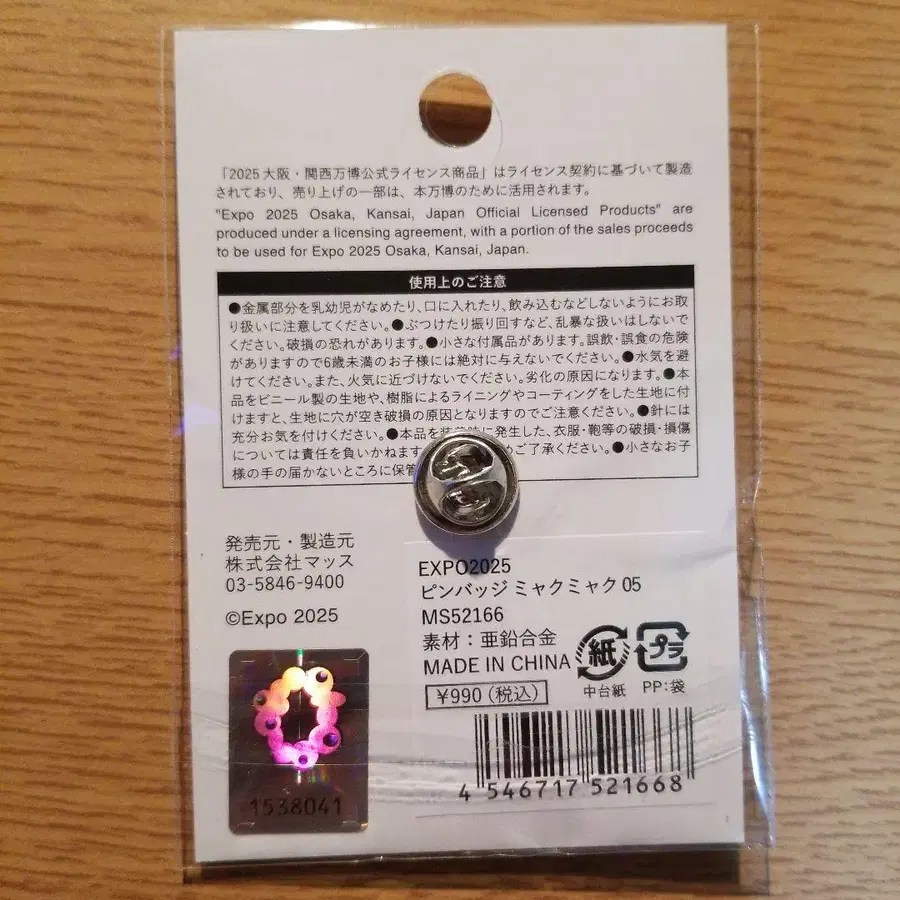 「2025 大阪・関西万博公式ライセンス商品」はライセンス契約に基づいて製造
されており、売り上げの一部は、本万博のために活用されます。
"Expo 2025 Osaka, Kansai, Japan Official Licensed Products" are
produced under a licensing agreement, with a portion of the sales proceeds
to be used for Expo 2025 Osaka, Kansai, Japan.
使用上のご注意
●金属部分を乳幼児がなめたり、口に入れたり、飲み込むなどしないようにお取
り扱いに注意してください。●ぶつけたり振り回すなど、乱暴な扱いはしないで
ください。破損の恐れがあります。●小さな付属品があります。誤飲・誤食の危険
がありますので6歳未満のお子様には絶対に与えないでください。●水気を避
けてください。また、火気に近づけないでください。劣化の原因になります。●本
品をビニール製の生地や、樹脂によるライニングやコーティングをした生地に付
けますと、生地に穴が空き破損の原因となりますのでご注意ください。●針には
充分お気を付けください。●本品を装着時に発生した、衣服・鞄等の破損・損傷
については責任を負いかねます めご了承ください。●小さなお子
様の手の届かないところに保管
発売元・製造元
株式会社マッス
03-5846-9400
©Expo 2025
EXPO2025
ピンバッジ ミャクミャク 05
MS52166
素材：亜鉛合金
MADE IN CHINA
¥990(税込)
紙
中台紙
プラ
PP:袋
4 546717 521668
1538041